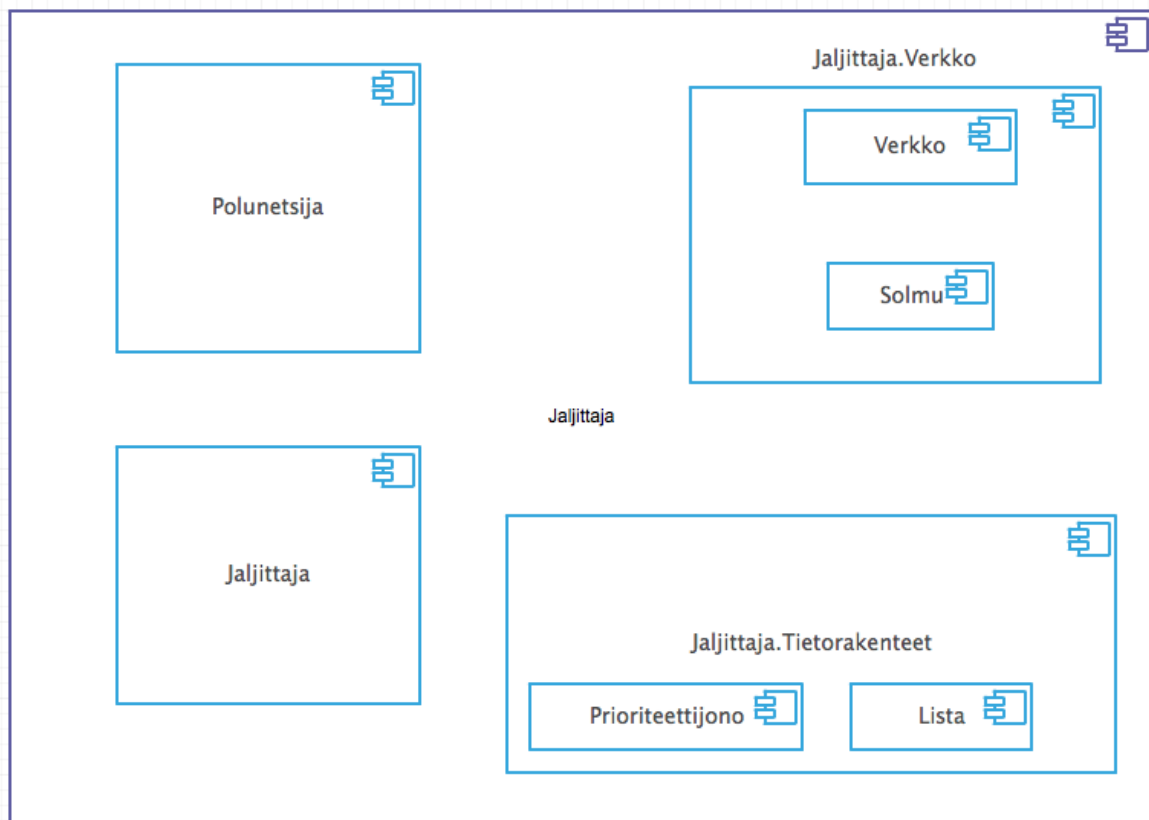 Jaljittaja.Verkko
Verkko
Polunetsija
Solmu
Jaljittaja
Jaljittaja
Jaljittaja.Tietorakenteet
Prioriteettijono
Lista